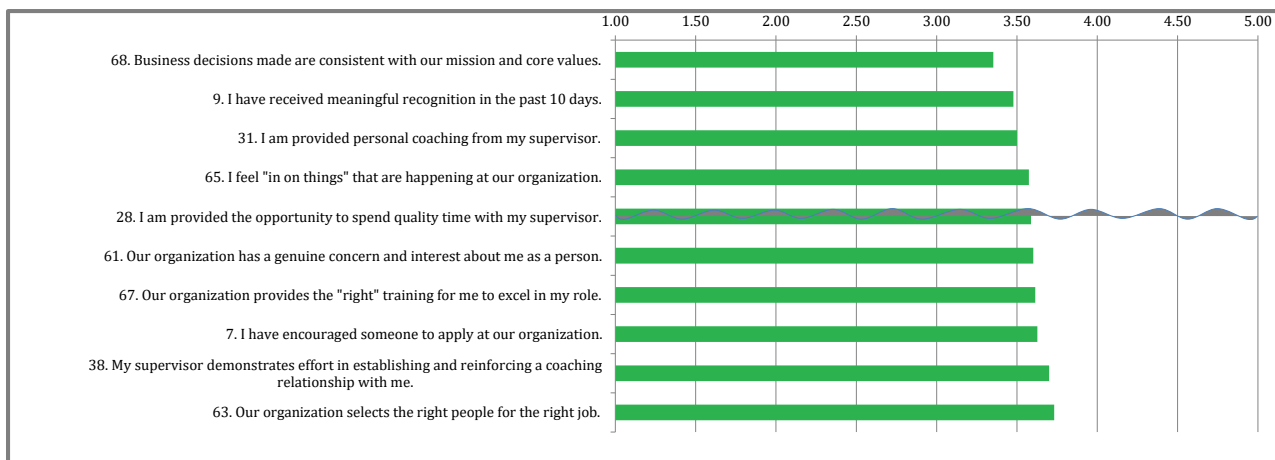 1.00 1.50 2.00 2.50 3.00 3.50 4.00 4.50 5.00
68. Business decisions made are consistent with our mission and core values.
9. I have received meaningful recognition in the past 10 days.
31. I am provided personal coaching from my supervisor.
65. I feel "in on things" that are happening at our organization.
28. I am provided the opportunity to spend quality time with my supervisor.
61. Our organization has a genuine concern and interest about me as a person.
67. Our organization provides the "right" training for me to excel in my role.
7. I have encouraged someone to apply at our organization.
38. My supervisor demonstrates effort in establishing and reinforcing a coaching
relationship with me.
63. Our organization selects the right people for the right job.